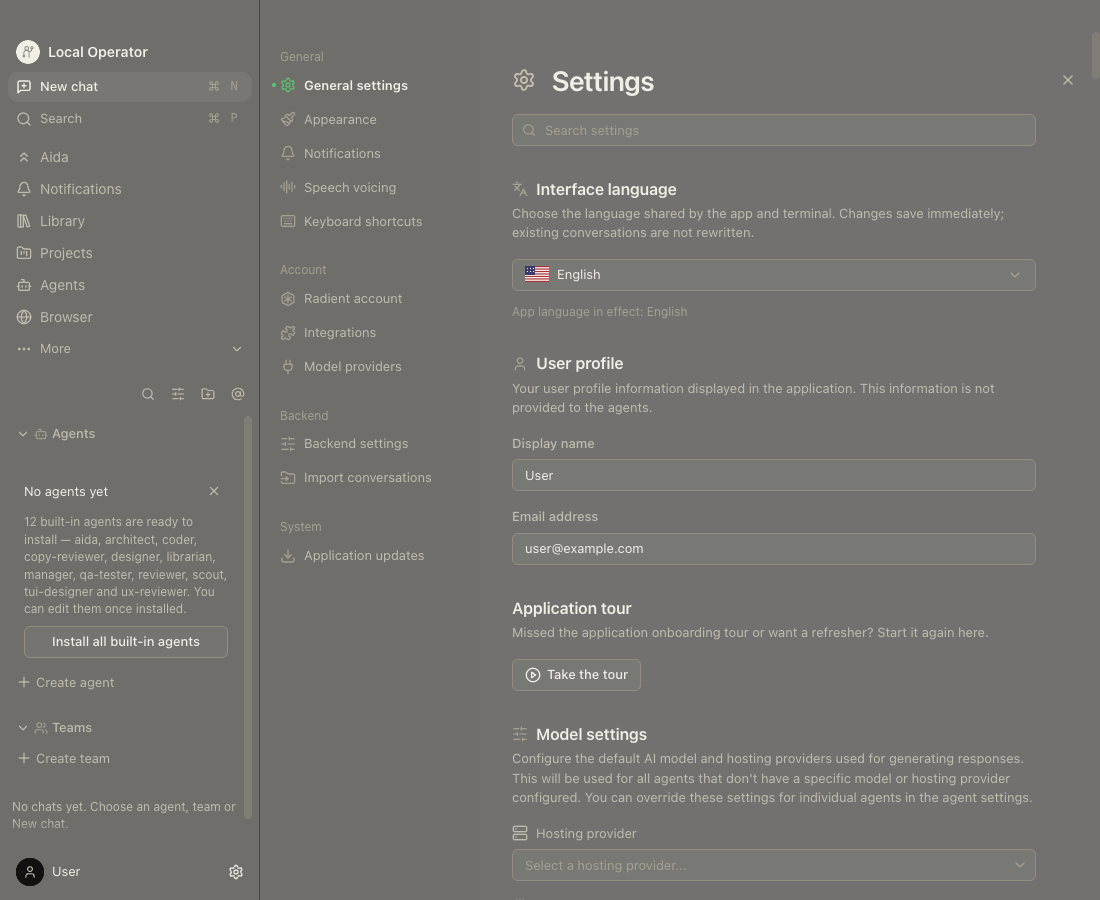 Local Operator
New chat ⌘ N
Search ⌘ P
Aida
Notifications
Library
Projects
Agents
Browser
More
Agents
No agents yet
12 built-in agents are ready to
install — aida, architect, coder,
copy-reviewer, designer, librarian,
manager, qa-tester, reviewer, scout,
tui-designer and ux-reviewer. You
can edit them once installed.
Install all built-in agents
Create agent
Teams
Create team
No chats yet. Choose an agent, team or
New chat.
User
General
General settings
Appearance
Notifications
Speech voicing
Keyboard shortcuts
Account
Radient account
Integrations
Model providers
Backend
Backend settings
Import conversations
System
Application updates
Settings
Search settings
Interface language
Choose the language shared by the app and terminal. Changes save immediately;
existing conversations are not rewritten.
English
App language in effect: English
User profile
Your user profile information displayed in the application. This information is not
provided to the agents.
Display name
User
Email address
user@example.com
Application tour
Missed the application onboarding tour or want a refresher? Start it again here.
Take the tour
Model settings
Configure the default AI model and hosting providers used for generating responses.
This will be used for all agents that don't have a specific model or hosting provider
configured. You can override these settings for individual agents in the agent settings.
Hosting provider
Select a hosting provider...